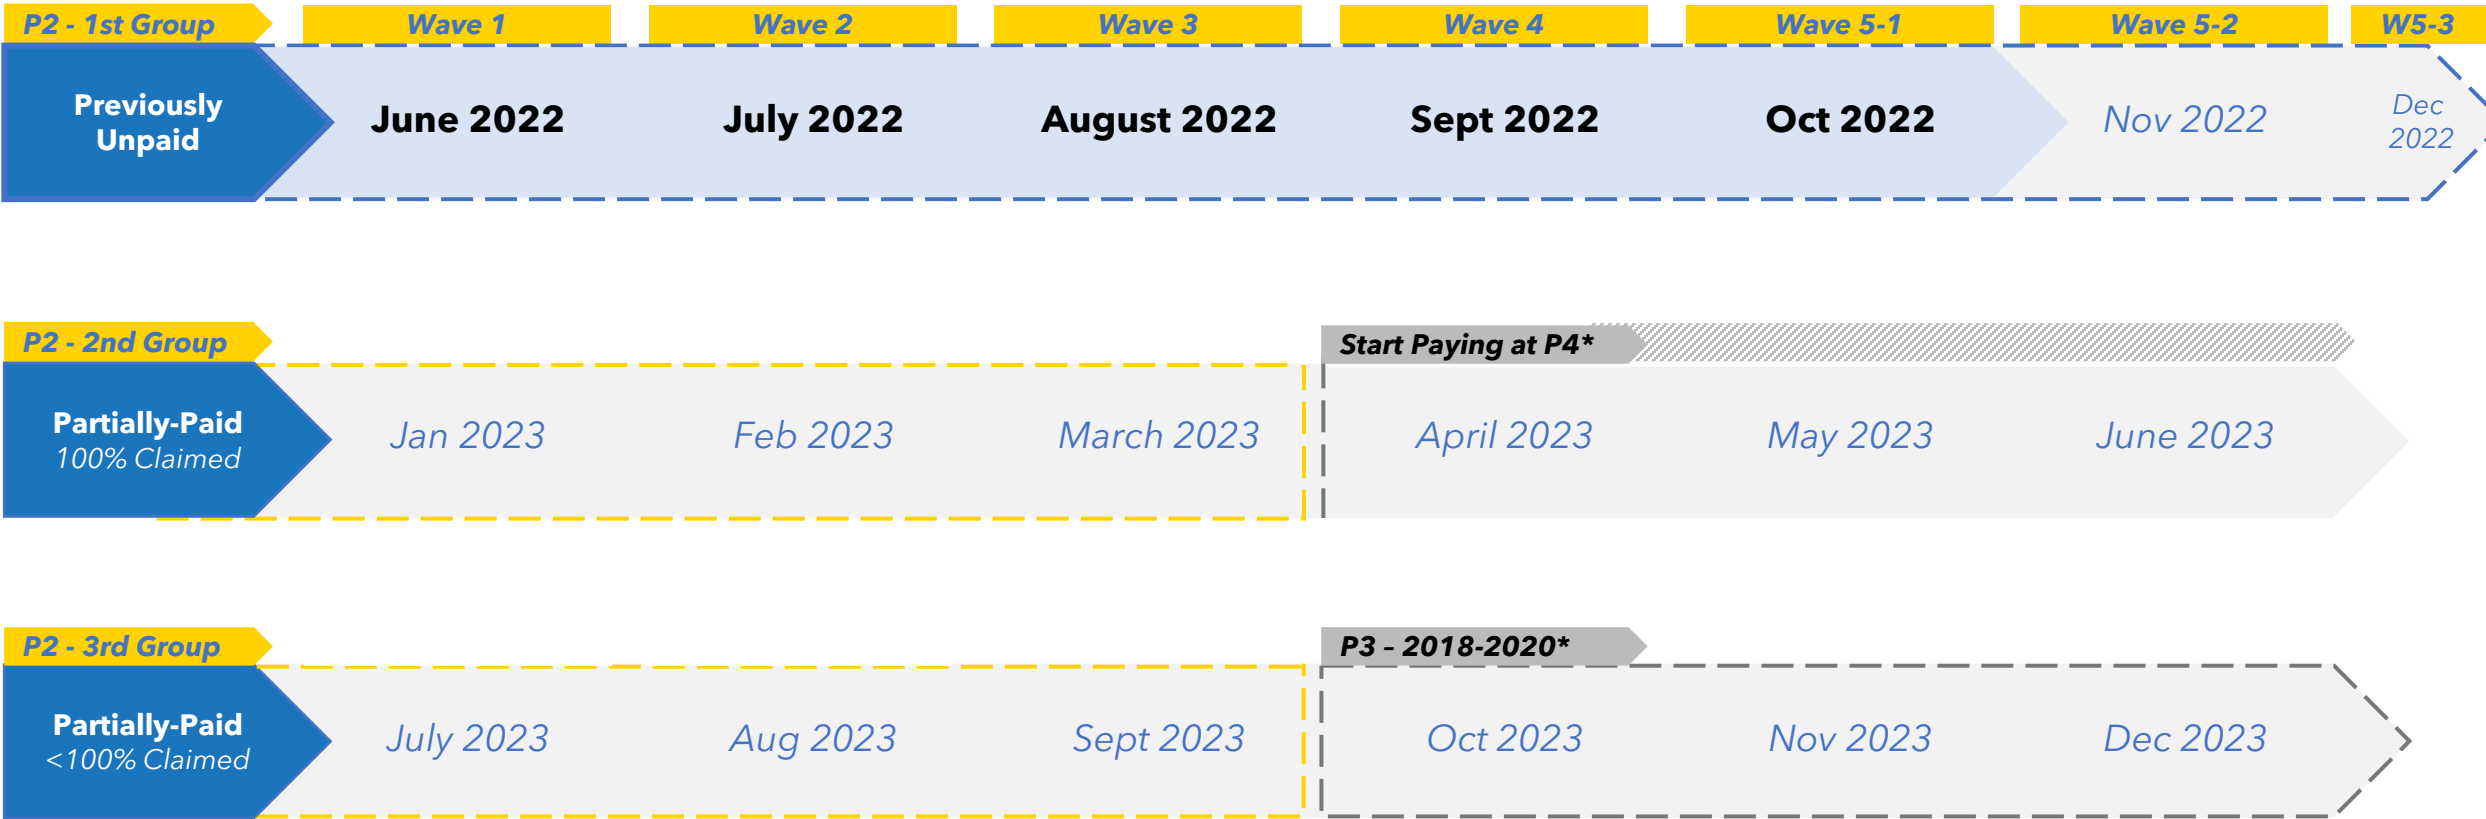 P2 - 1st Group
Wave 1
Wave 2
Wave 3
Wave 4
Wave 5-1
Wave 5-2
W5-3
Previously
Unpaid
June 2022
July 2022
August 2022
Sept 2022
Oct 2022
Nov 2022
Dec
2022
P2 - 2nd Group
Start Paying at P4*
Partially-Paid
100% Claimed
Jan 2023
Feb 2023
March 2023
April 2023
May 2023
June 2023
P2 - 3rd Group
P3 – 2018-2020*
Partially-Paid
<100% Claimed
July 2023
Aug 2023
Sept 2023
Oct 2023
Nov 2023
Dec 2023